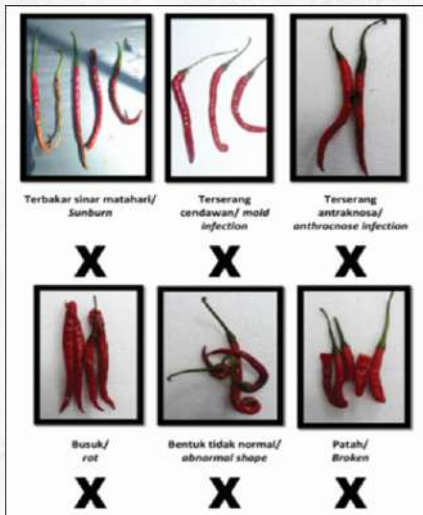 Terbakar sinar matahari/
Sunburn
Terserang
cendawan/ mold
infection
Terserang
antraknosa/
anthracnose infection
X
X
X
Busuk/
rot
Bentuk tidak normal/
abnormal shape
Patah/
Broken
X
X
X